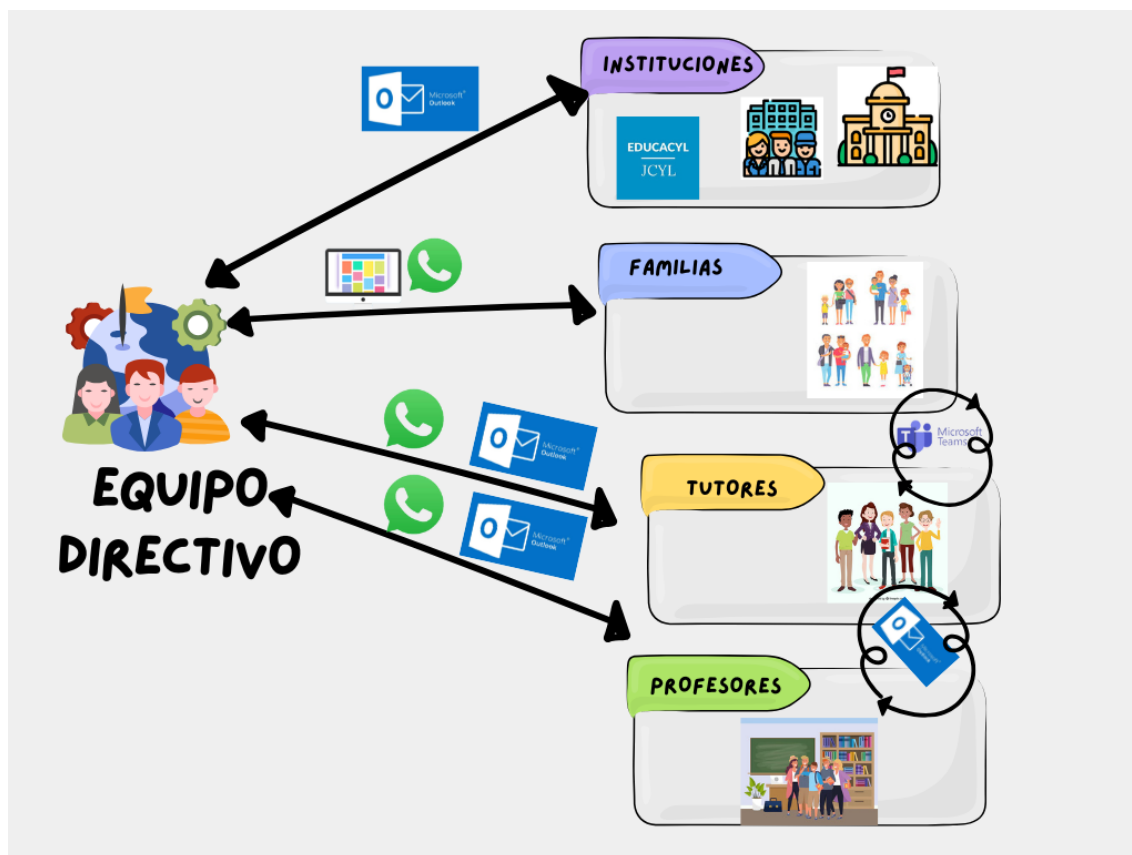 INSTITUCIONES
Microsoft®
Outlook
EDUCACYL
JCYL
FAMILIAS
Microsoft
Teams
Microsoft®
Outlook
TUTORES
EQUIPO
DIRECTIVO
Microsoft®
Outlook
PROFESORES